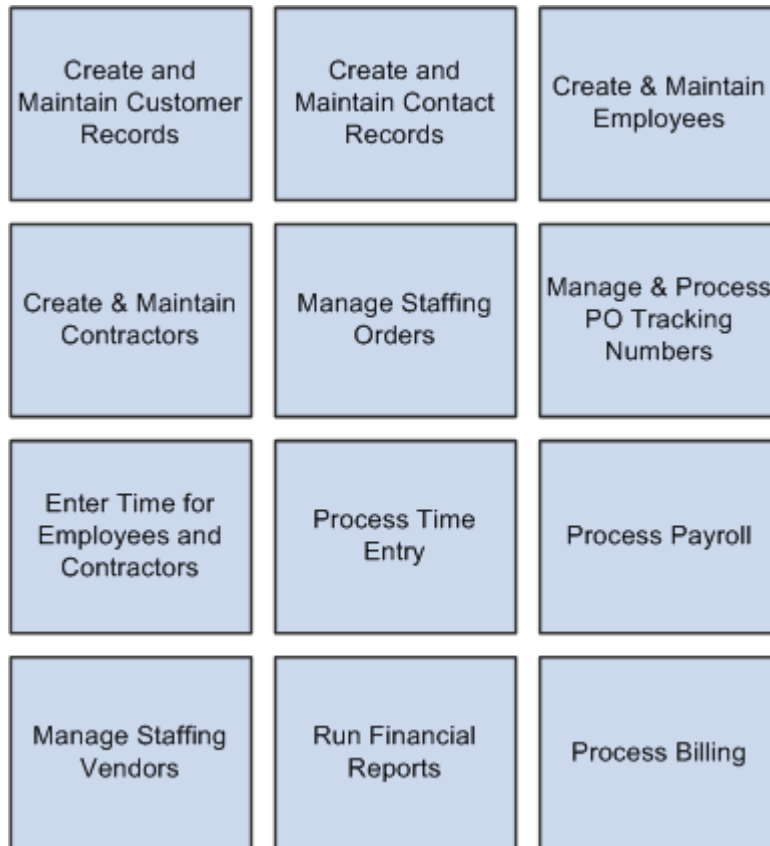 Create and
Maintain Customer
Records
Create and
Maintain Contact
Records
Create & Maintain
Employees
Create & Maintain
Contractors
Manage Staffing
Orders
Manage & Process
PO Tracking
Numbers
Enter Time for
Employees and
Contractors
Process Time
Entry
Process Payroll
Manage Staffing
Vendors
Run Financial
Reports
Process Billing